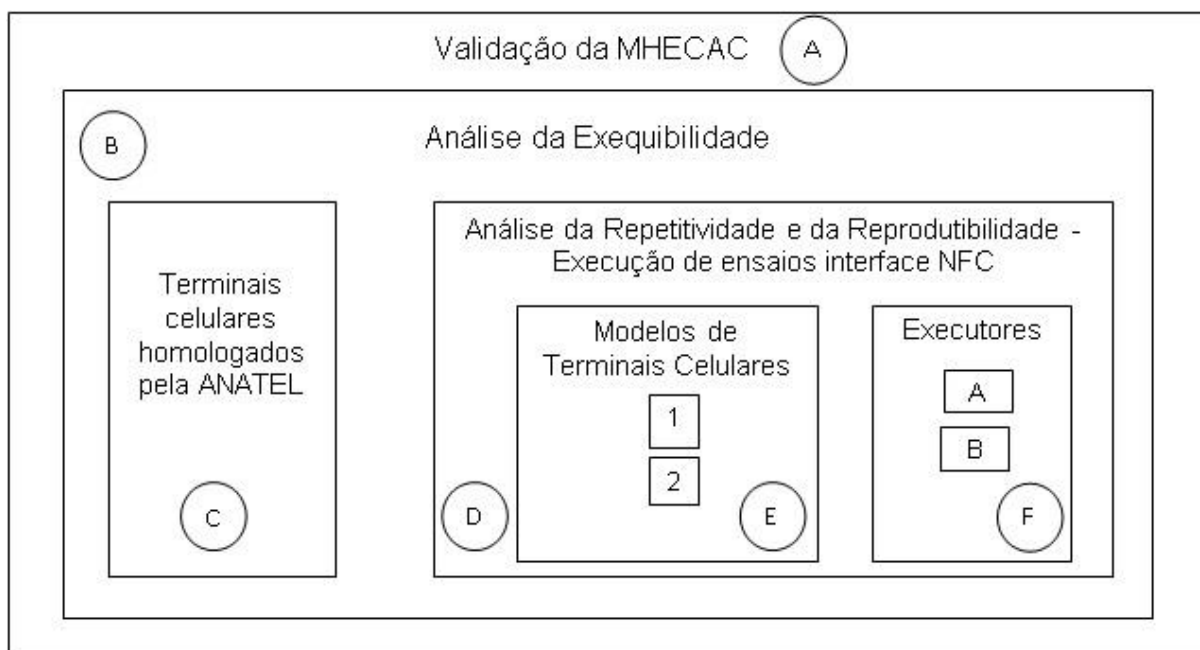 Validação da MHECAC
A
B
Análise da Exequibilidade
Terminais
celulares
homologados
pela ANATEL
C
Análise da Repetitividade e da Reprodutibilidade -
Execução de ensaios interface NFC
D
Modelos de
Terminais Celulares
1
2
E
Executores
A
B
F